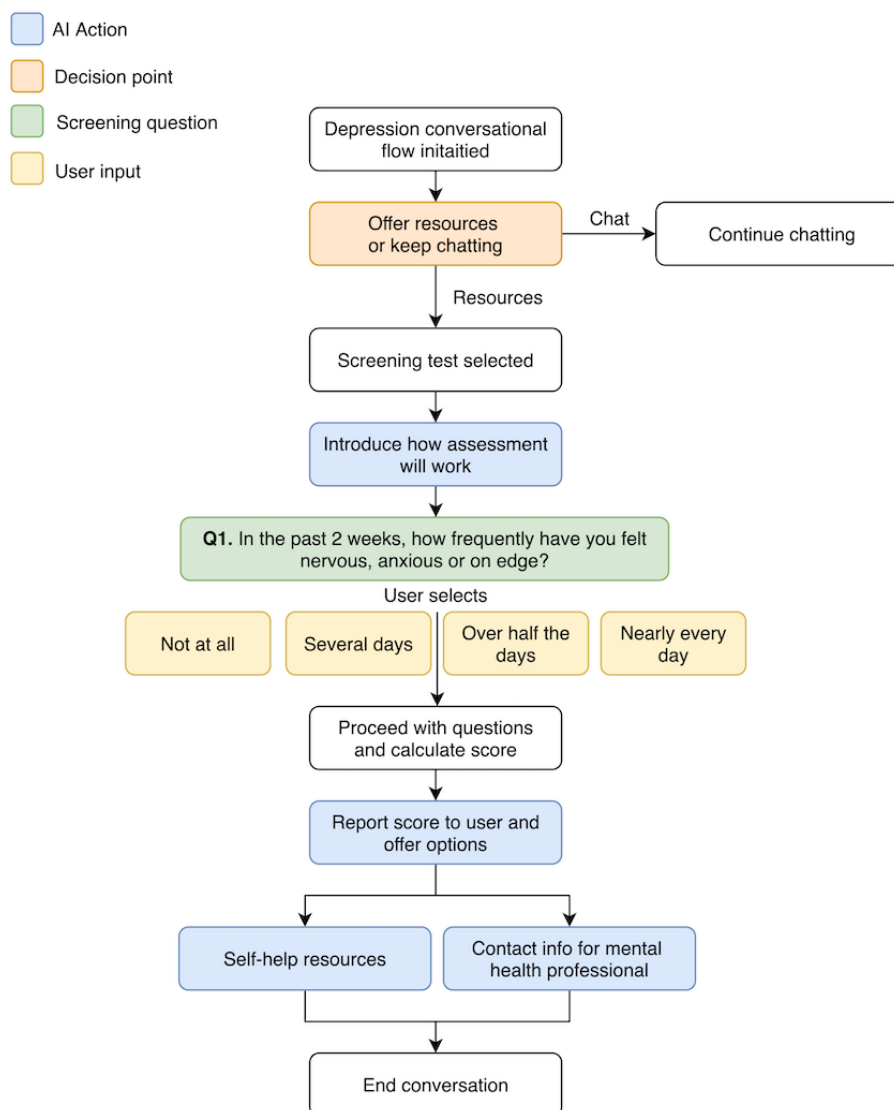 AI Action
Decision point
Screening question
User input
Depression conversational
flow initaitied
Offer resources
or keep chatting
Chat
Continue chatting
Resources
Screening test selected
Introduce how assessment
will work
Q1. In the past 2 weeks, how frequently have you felt
nervous, anxious or on edge?
User selects
Not at all
Several days
Over half the
days
Nearly every
day
Proceed with questions
and calculate score
Report score to user and
offer options
Self-help resources
Contact info for mental
health professional
End conversation